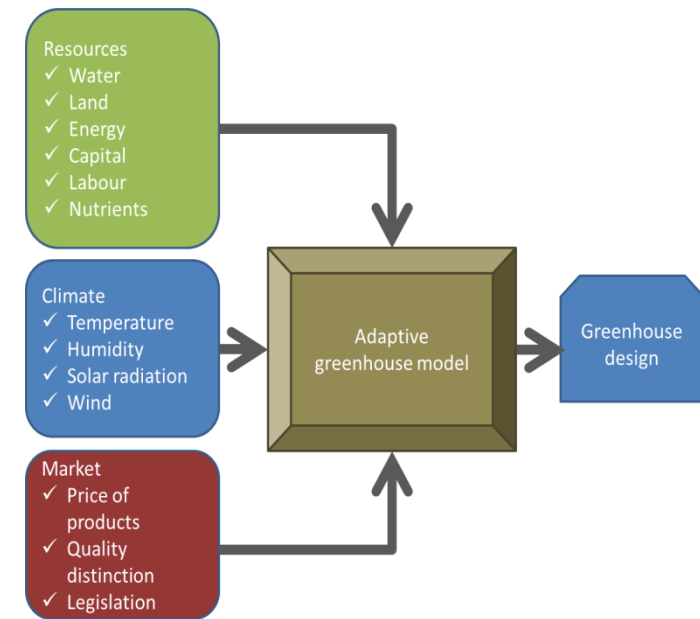 Resources
✓ Water
✓ Land
✓ Energy
✓ Capital
✓ Labour
✓ Nutrients
Climate
✓ Temperature
✓ Humidity
✓ Solar radiation
✓ Wind
Market
✓ Price of
products
✓ Quality
distinction
✓ Legislation
Adaptive
greenhouse model
Greenhouse
design